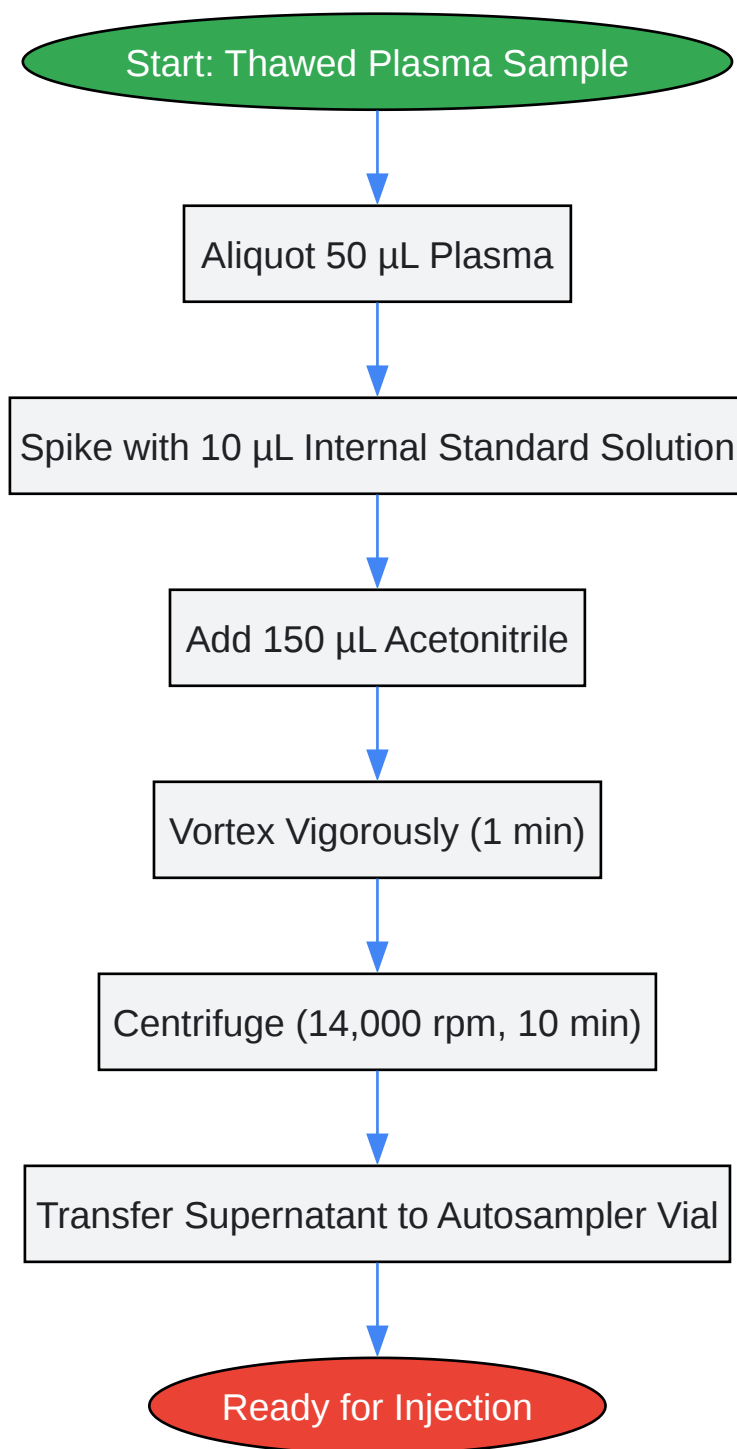 Start: Thawed Plasma Sample
Aliquot 50 µL Plasma
Spike with 10 µL Internal Standard Solution
Add 150 µL Acetonitrile
Vortex Vigorously (1 min)
Centrifuge (14,000 rpm, 10 min)
Transfer Supernatant to Autosampler Vial
Ready for Injection